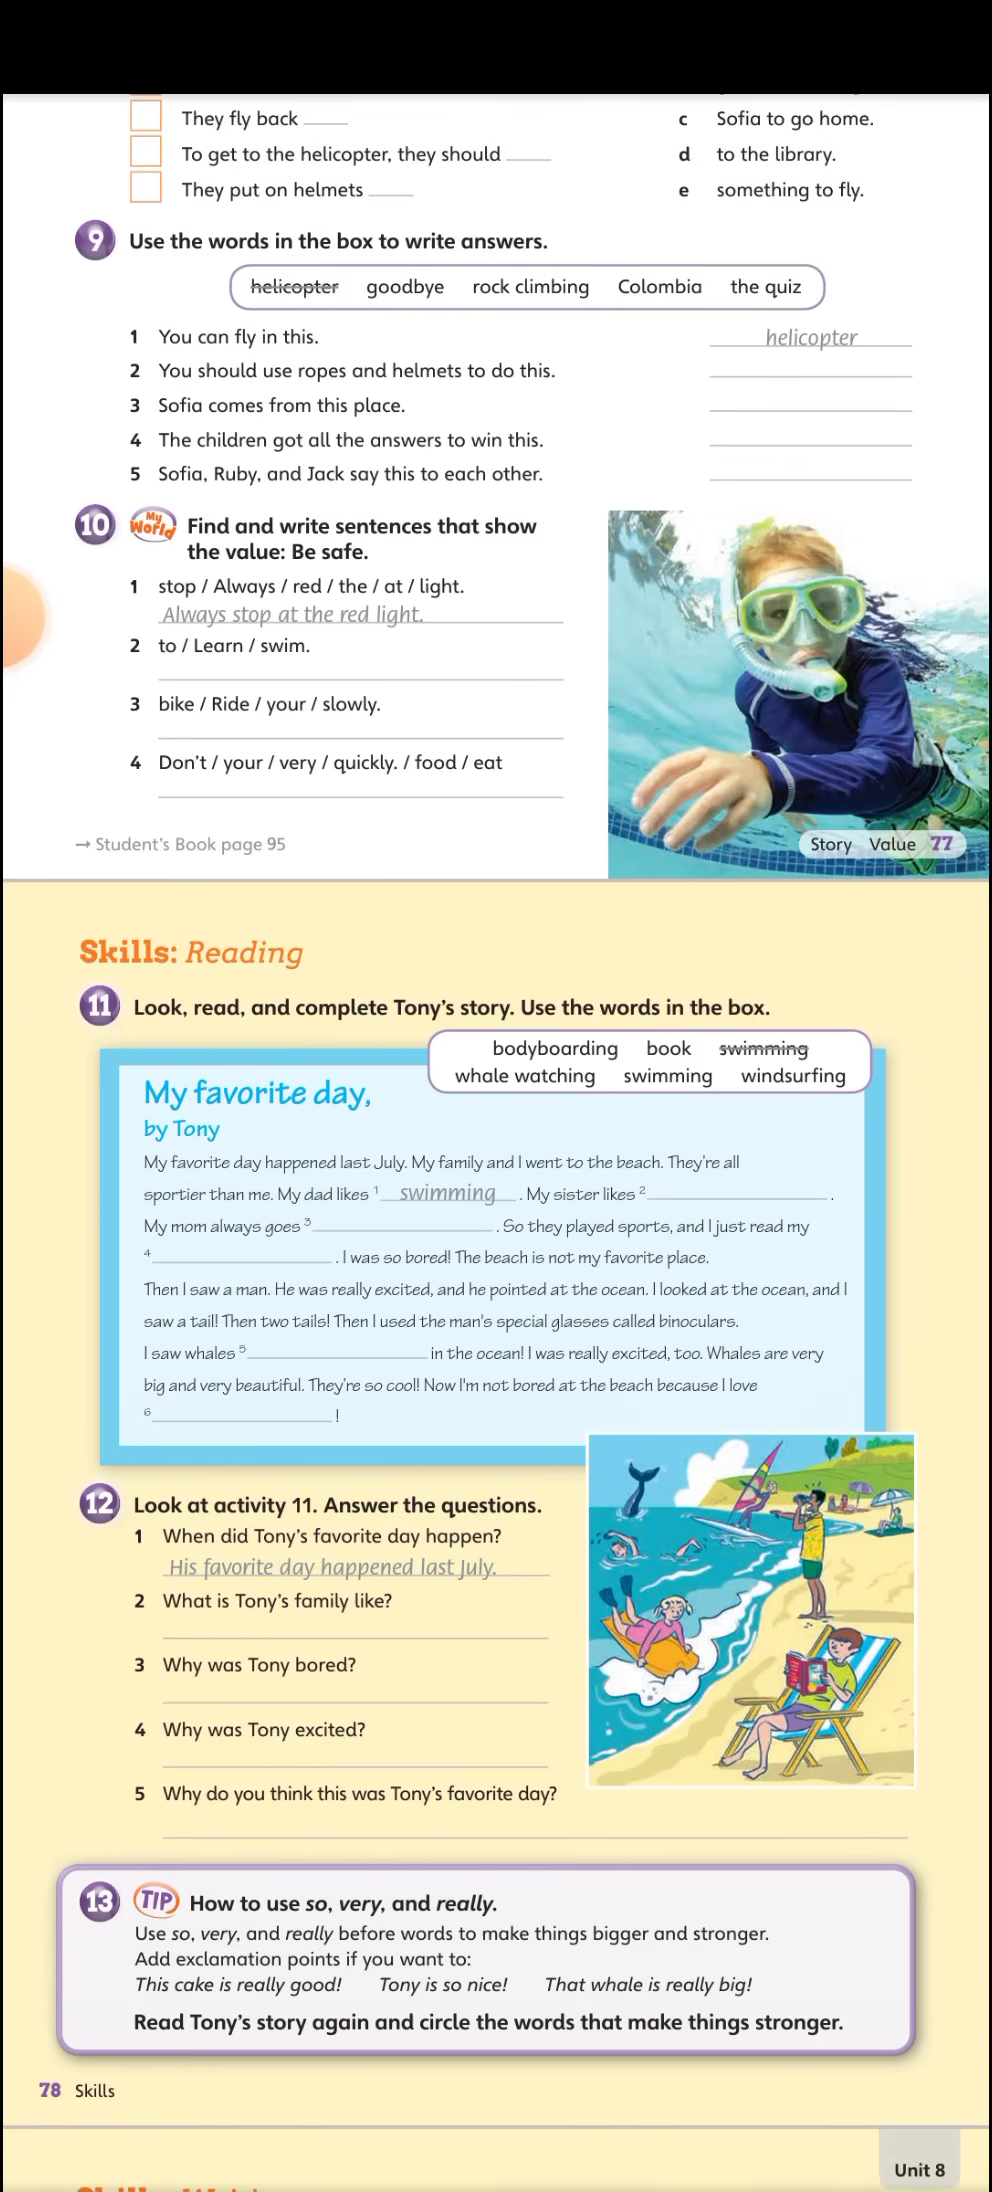 They fly back ____
c Sofia to go home.
To get to the helicopter, they should ____
d to the library.
They put on helmets ____
e something to fly.
9 Use the words in the box to write answers.
helicopter goodbye rock climbing Colombia the quiz
1 You can fly in this. helicopter
2 You should use ropes and helmets to do this.
3 Sofia comes from this place.
4 The children got all the answers to win this.
5 Sofia, Ruby, and Jack say this to each other.
10 My World Find and write sentences that show
the value: Be safe.
1 stop / Always / red / the / at / light.
Always stop at the red light.
2 to / Learn / swim.
3 bike / Ride / your / slowly.
4 Don't / your / very / quickly. / food / eat
→ Student's Book page 95
Story Value 77
Skills: Reading
11 Look, read, and complete Tony's story. Use the words in the box.
bodyboarding book swimming
whale watching swimming windsurfing
My favorite day,
by Tony
My favorite day happened last July. My family and I went to the beach. They're all
sportier than me. My dad likes 1 swimming . My sister likes 2 ____ .
My mom always goes 3 ____ . So they played sports, and I just read my
4 ____ . I was so bored! The beach is not my favorite place.
Then I saw a man. He was really excited, and he pointed at the ocean. I looked at the ocean, and I
saw a tail! Then two tails! Then I used the man's special glasses called binoculars.
I saw whales 5 ____ in the ocean! I was really excited, too. Whales are very
big and very beautiful. They're so cool! Now I'm not bored at the beach because I love
6 ____ !
12 Look at activity 11. Answer the questions.
1 When did Tony's favorite day happen?
His favorite day happened last July.
2 What is Tony's family like?
3 Why was Tony bored?
4 Why was Tony excited?
5 Why do you think this was Tony's favorite day?
13 TIP How to use so, very, and really.
Use so, very, and really before words to make things bigger and stronger.
Add exclamation points if you want to:
This cake is really good! Tony is so nice! That whale is really big!
Read Tony's story again and circle the words that make things stronger.
78 Skills
Unit 8